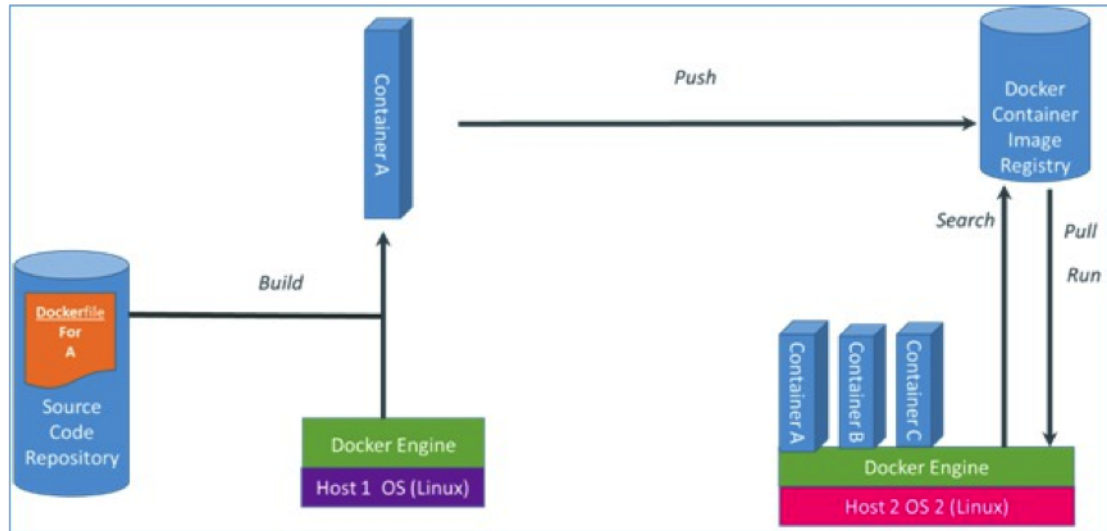 Container A
Push
Docker
Container
Image
Registry
Search
Pull
Run
Build
Dockerfile
For
A
Source
Code
Repository
Docker Engine
Host 1 OS (Linux)
Container A
Container B
Container C
Docker Engine
Host 2 OS 2 (Linux)